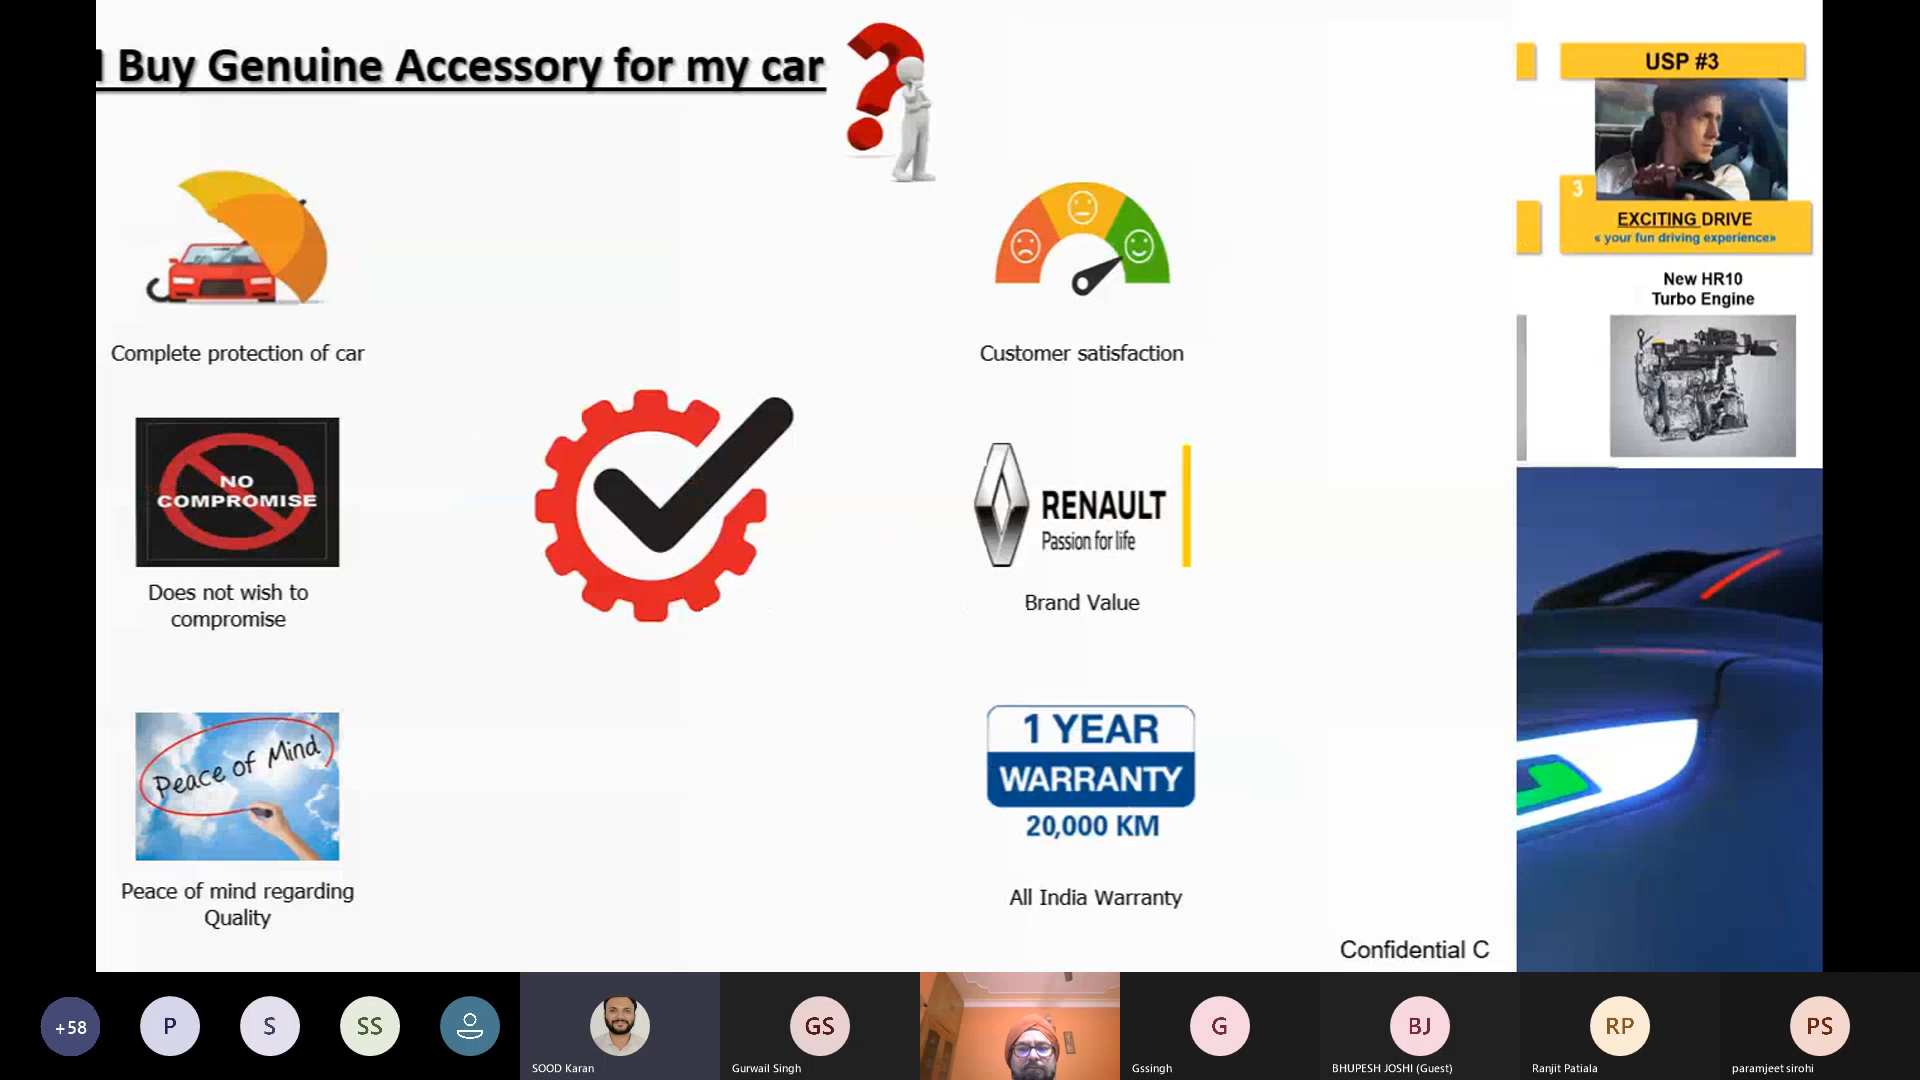 Buy Genuine Accessory for my car
Complete protection of car
NO
COMPROMISE
Does not wish to
compromise
Peace of Mind
Peace of mind regarding
Quality
Customer satisfaction
RENAULT
Passion for life
Brand Value
1 YEAR
WARRANTY
20,000 KM
All India Warranty
Confidential C
USP #3
3
EXCITING DRIVE
« your fun driving experience»
New HR10
Turbo Engine
+58
P
S
SS
SOOD Karan
GS
Gurwail Singh
G
Gssingh
BJ
BHUPESH JOSHI (Guest)
RP
Ranjit Patiala
PS
paramjeet sirohi